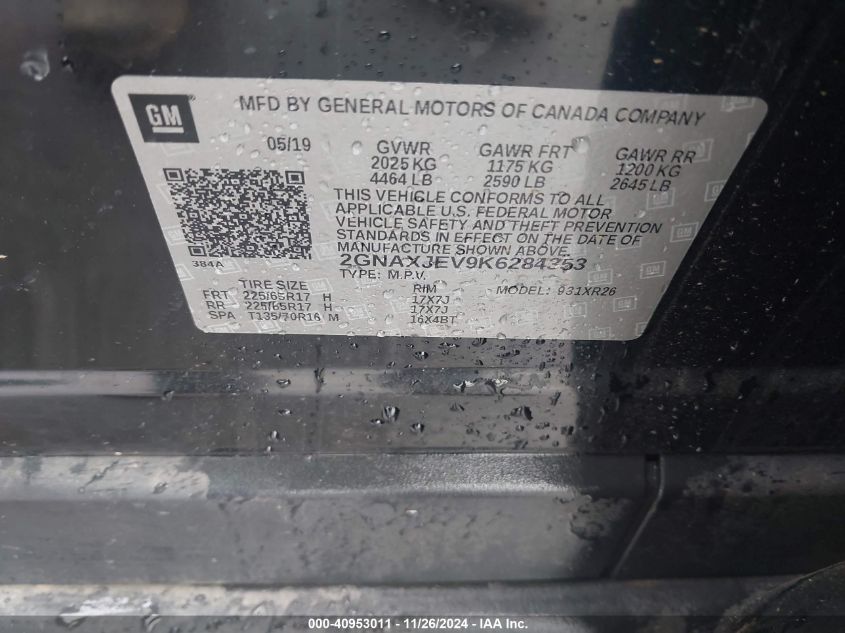 GM
MFD BY GENERAL MOTORS OF CANADA COMPANY
05/19 GVWR GAWR FRT GAWR RR
2025 KG 1175 KG 1200 KG
4464 LB 2590 LB 2645 LB
THIS VEHICLE CONFORMS TO ALL
APPLICABLE U.S. FEDERAL MOTOR
VEHICLE SAFETY AND THEFT PREVENTION
STANDARDS IN EFFECT ON THE DATE OF
MANUFACTURE SHOWN ABOVE.
384A
2GNAXJEV9K6284253
TYPE: M.P.V. MODEL: 931XR26
TIRE SIZE RIM
FRT 225/65R17 H 17X7J
RR 225/65R17 H 17X7J
SPA T135/70R16 M 16X4BT
000-40953011 - 11/26/2024 - IAA Inc.